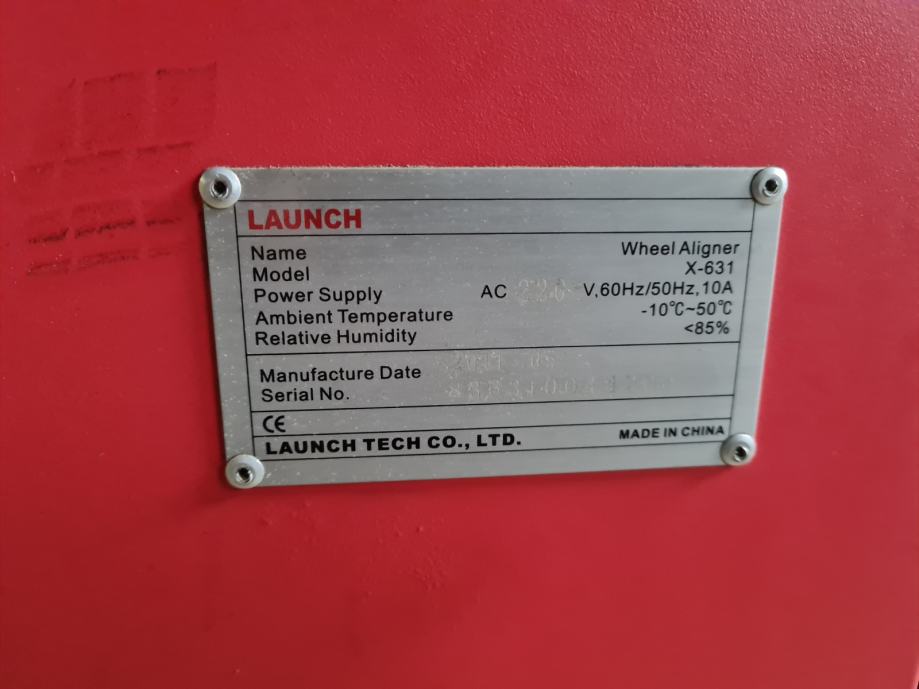 LAUNCH
Name Wheel Aligner
Model X-631
Power Supply AC 220 V,60Hz/50Hz,10A
Ambient Temperature -10℃~50℃
Relative Humidity <85%
Manufacture Date
Serial No.
CE
LAUNCH TECH CO., LTD. MADE IN CHINA